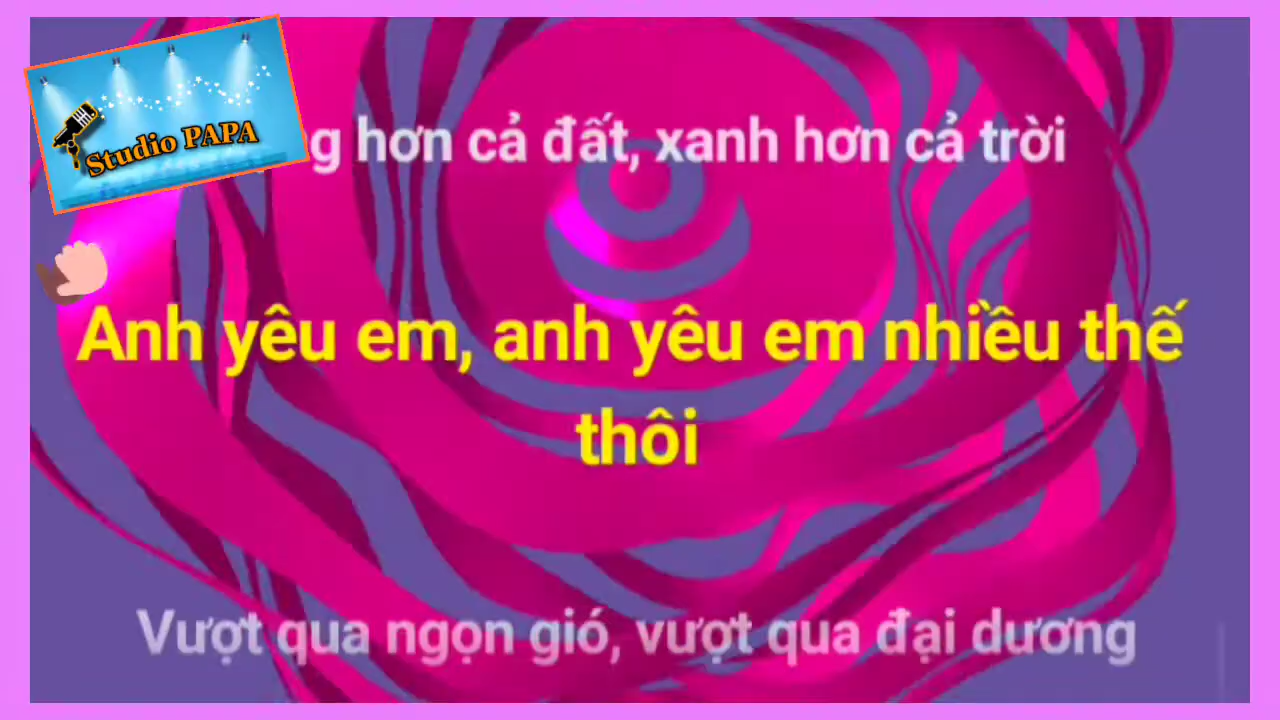 Studio PAPA
hơn cả đất, xanh hơn cả trời
Anh yêu em, anh yêu em nhiều thế
thôi
Vượt qua ngọn gió, vượt qua đại dương